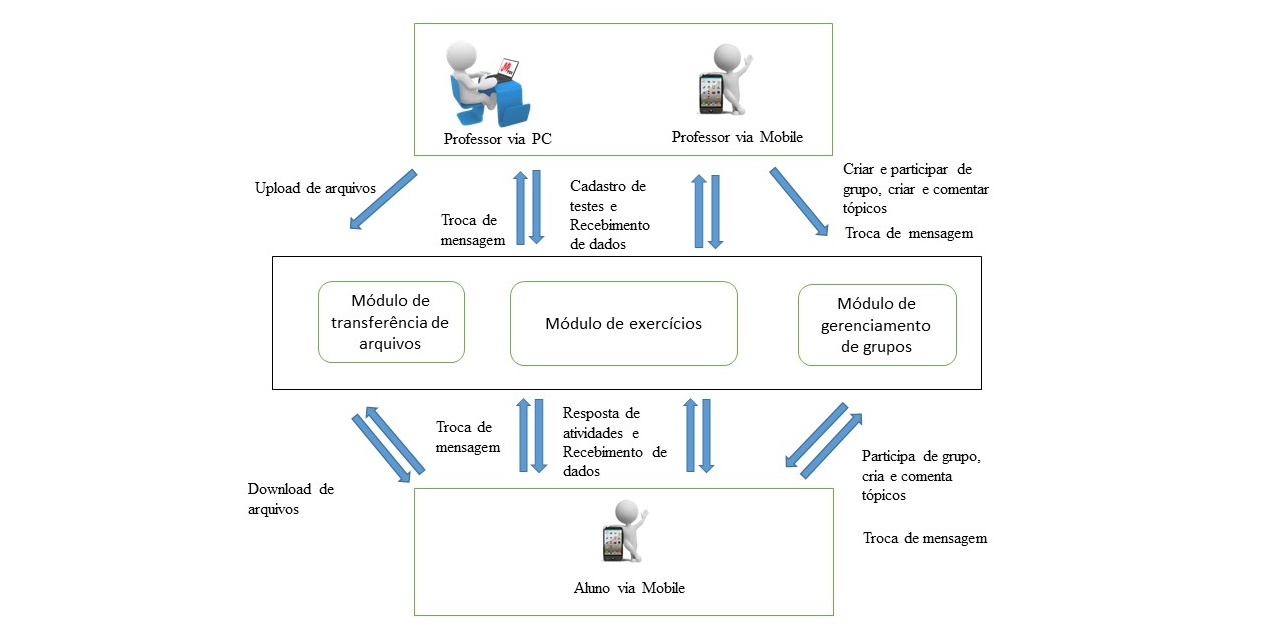 Professor via PC
Professor via Mobile
Upload de arquivos
Troca de
mensagem
Cadastro de
testes e
Recebimento
de dados
Criar e participar de
grupo, criar e comentar
tópicos
Troca de mensagem
Módulo de
transferência de
arquivos
Módulo de exercícios
Módulo de
gerenciamento
de grupos
Download de
arquivos
Troca de
mensagem
Resposta de
atividades e
Recebimento de
dados
Participa de grupo,
cria e comenta
tópicos
Troca de mensagem
Aluno via Mobile